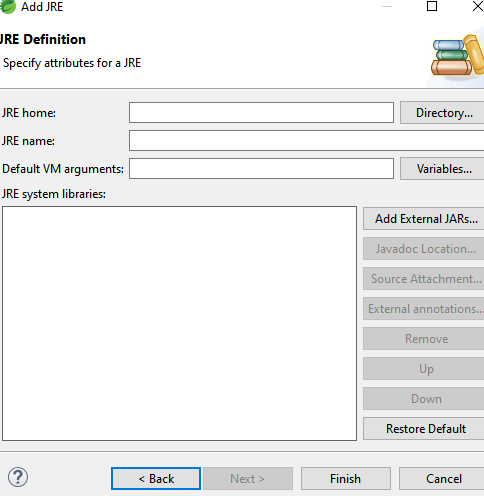 Add JRE
JRE Definition
Specify attributes for a JRE
JRE home:
Directory...
JRE name:
Default VM arguments:
Variables...
JRE system libraries:
Add External JARs...
Javadoc Location...
Source Attachment...
External annotations...
Remove
Up
Down
Restore Default
?
< Back
Next >
Finish
Cancel